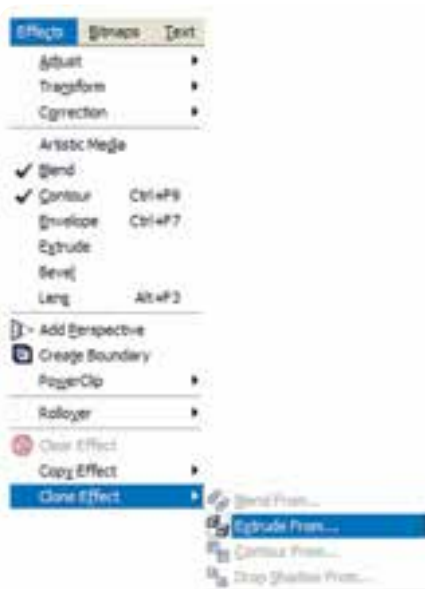 Effects Bitmaps Text
Adjust
Transform
Correction
Artistic Media
Blend
Contour Ctrl+F9
Envelope Ctrl+F7
Extrude
Bevel
Lens Alt+F3
Add Perspective
Create Boundary
PowerClip
Rollover
Clear Effect
Copy Effect
Clone Effect
Blend From...
Extrude From...
Contour From...
Drop Shadow From...